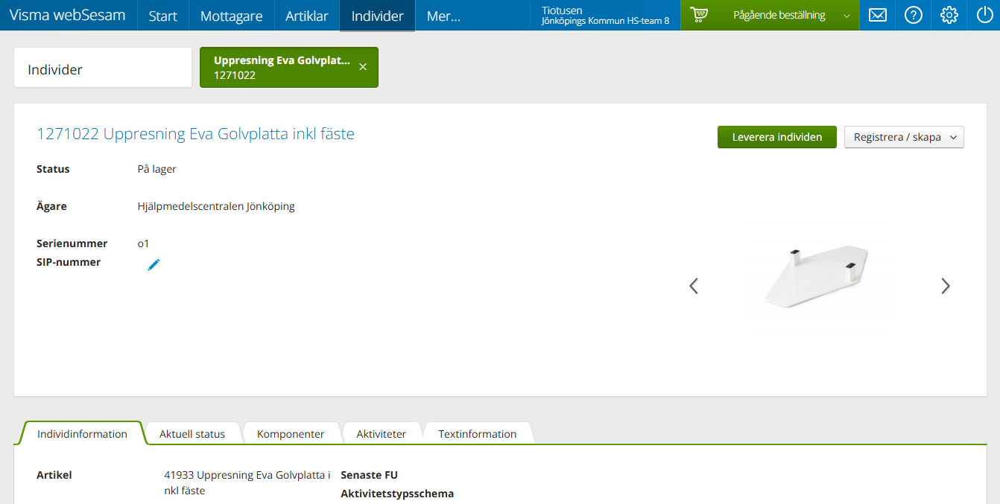 Visma webSesam Start Mottagare Artiklar Individer Mer... Tiotusen Pågående beställning
Jönköpings Kommun HS-team 8
Individer
Uppresning Eva Golvplat...
1271022
1271022 Uppresning Eva Golvplatta inkl fäste
Leverera individen Registrera / skapa
Status På lager
Ägare Hjälpmedelscentralen Jönköping
Serienummer o1
SIP-nummer
Individinformation Aktuell status Komponenter Aktiviteter Textinformation
Artikel 41933 Uppresning Eva Golvplatta i Senaste FU
nkl fäste
Aktivitetstypsschema